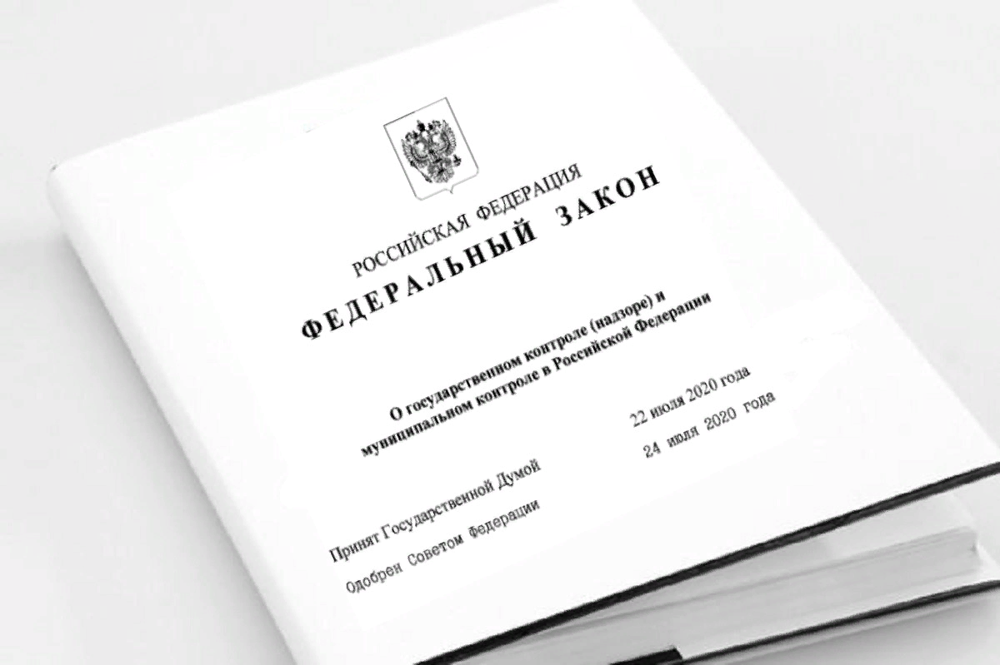 РОССИЙСКАЯ ФЕДЕРАЦИЯ
ФЕДЕРАЛЬНЫЙ ЗАКОН
О государственном контроле (надзоре) и
муниципальном контроле в Российской Федерации
Принят Государственной Думой 22 июля 2020 года
Одобрен Советом Федерации 24 июля 2020 года